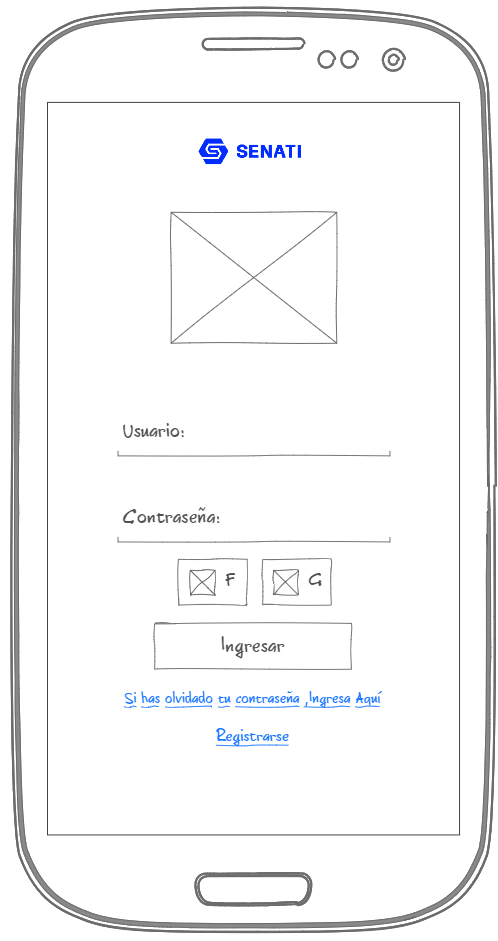 SENATI
Usuario:
Contraseña:
F G
Ingresar
Si has olvidado tu contraseña ,Ingresa Aquí
Registrarse